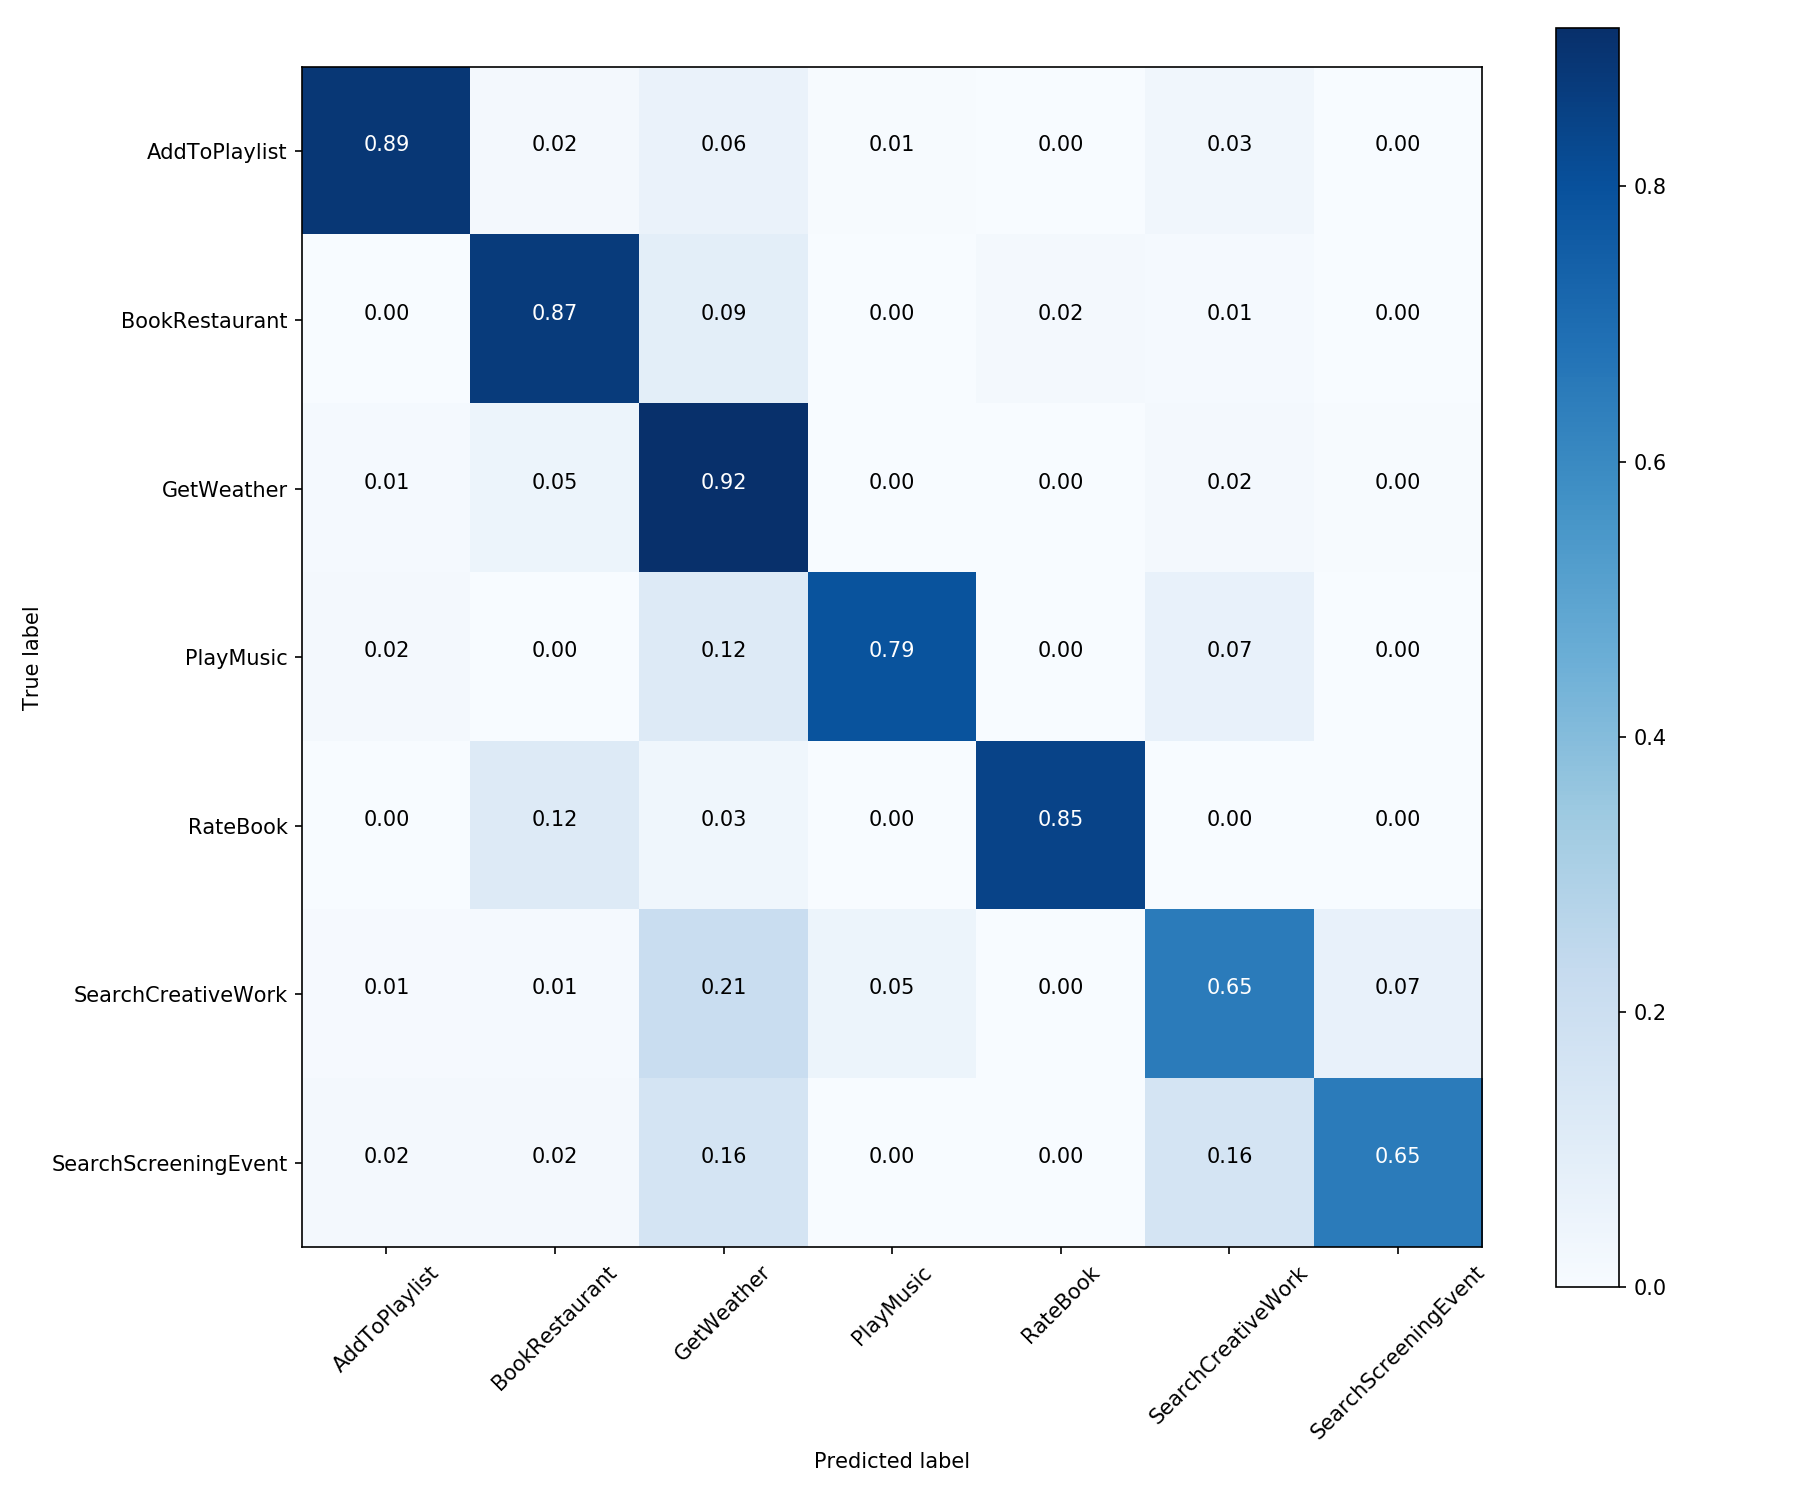 AddToPlaylist 0.89 0.02 0.06 0.01 0.00 0.03 0.00
BookRestaurant 0.00 0.87 0.09 0.00 0.02 0.01 0.00
GetWeather 0.01 0.05 0.92 0.00 0.00 0.02 0.00
PlayMusic 0.02 0.00 0.12 0.79 0.00 0.07 0.00
RateBook 0.00 0.12 0.03 0.00 0.85 0.00 0.00
SearchCreativeWork 0.01 0.01 0.21 0.05 0.00 0.65 0.07
SearchScreeningEvent 0.02 0.02 0.16 0.00 0.00 0.16 0.65
True label
AddToPlaylist BookRestaurant GetWeather PlayMusic RateBook SearchCreativeWork SearchScreeningEvent
Predicted label
0.8
0.6
0.4
0.2
0.0